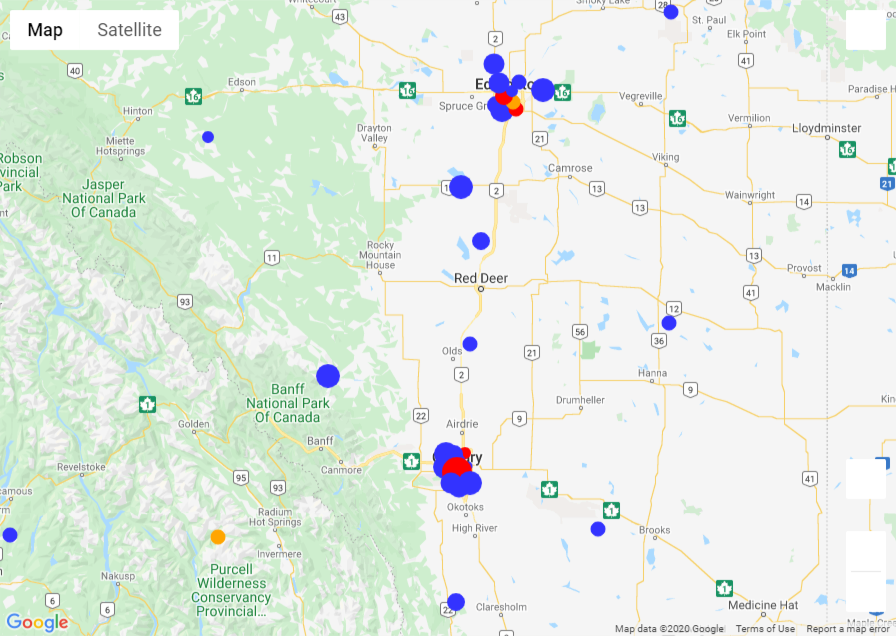 Map
Satellite
43
2
28
Smoky Lake
St. Paul
Elk Point
40
Edson
16
16
16
41
Hinton
Spruce Gr
Vegreville
16
Vermilion
Paradise H
Lloydminster
16
Miette
Hotsprings
Drayton
Valley
21
Viking
Robson
vincial
Park
Jasper
National Park
Of Canada
Camrose
2
13
13
Wainwright
14
21
Rocky
Mountain
House
11
13
Provost
14
Macklin
Red Deer
93
12
41
56
36
Olds
21
2
Hanna
9
Banff
National Park
Of Canada
Drumheller
1
22
9
Golden
Airdrie
Banff
Canmore
1
ry
Revelstoke
95
93
41
1
Okotoks
1
camous
Radium
Hot Springs
High River
Brooks
Invermere
Nakusp
Purcell
Wilderness
Conservancy
Provincial...
6
6
22
Claresholm
1
Medicine Hat
Google
Map data ©2020 Google
Terms of Use
Report a map error